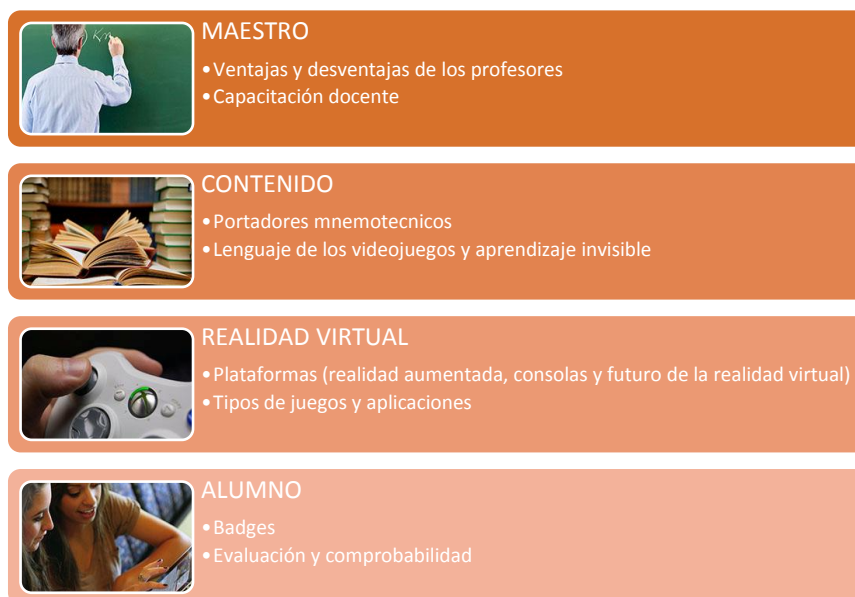 MAESTRO
•Ventajas y desventajas de los profesores
•Capacitación docente
CONTENIDO
•Portadores mnemotecnicos
•Lenguaje de los videojuegos y aprendizaje invisible
REALIDAD VIRTUAL
•Plataformas (realidad aumentada, consolas y futuro de la realidad virtual)
•Tipos de juegos y aplicaciones
ALUMNO
•Badges
•Evaluación y comprobabilidad